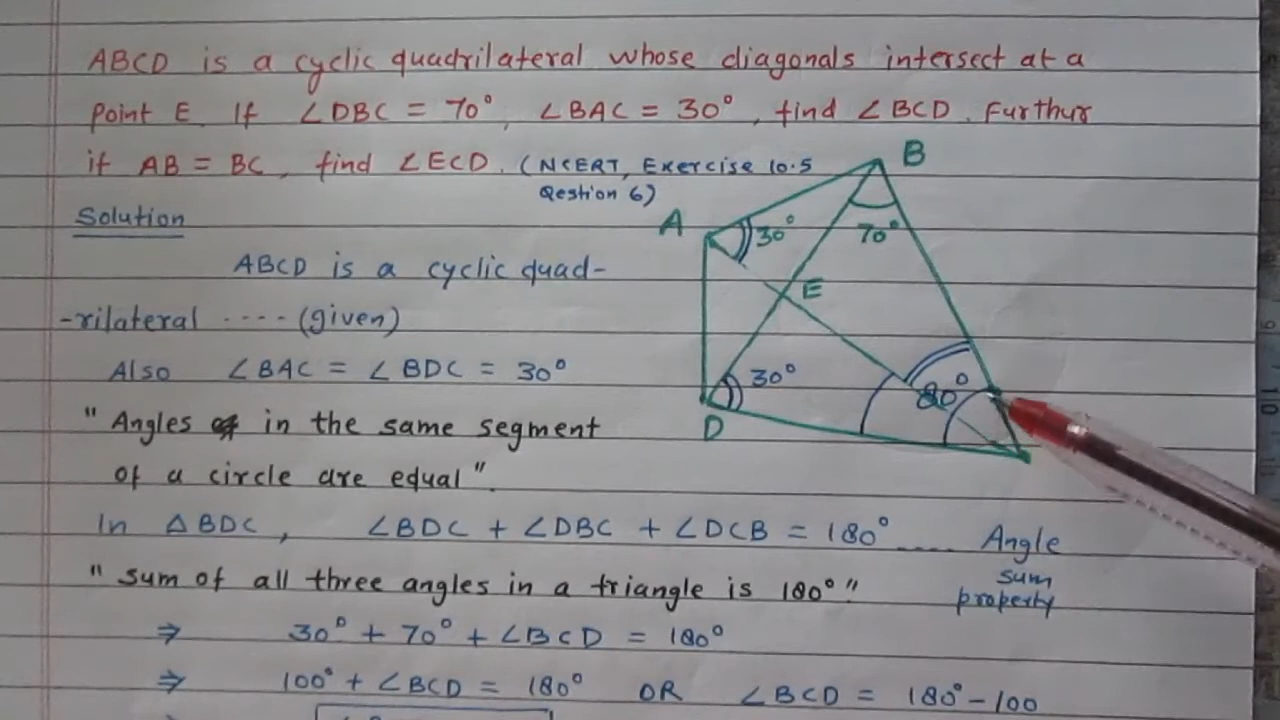 ABCD is a cyclic quadrilateral whose diagonals intersect at a
point E. If ∠DBC = 70°, ∠BAC = 30°, find ∠BCD. Furthur
if AB = BC, find ∠ECD. (NCERT, Exercise 10.5
Qestion 6)
B
Solution
A
30°
70°
ABCD is a cyclic quad-
E
-rilateral ---- (given)
Also ∠BAC = ∠BDC = 30°
30°
80°
"Angles in the same segment
D
of a circle are equal".
In △BDC, ∠BDC + ∠DBC + ∠DCB = 180° .... Angle
sum
property
"sum of all three angles in a triangle is 180°"
⇒ 30° + 70° + ∠BCD = 180°
⇒ 100° + ∠BCD = 180° OR ∠BCD = 180° - 100